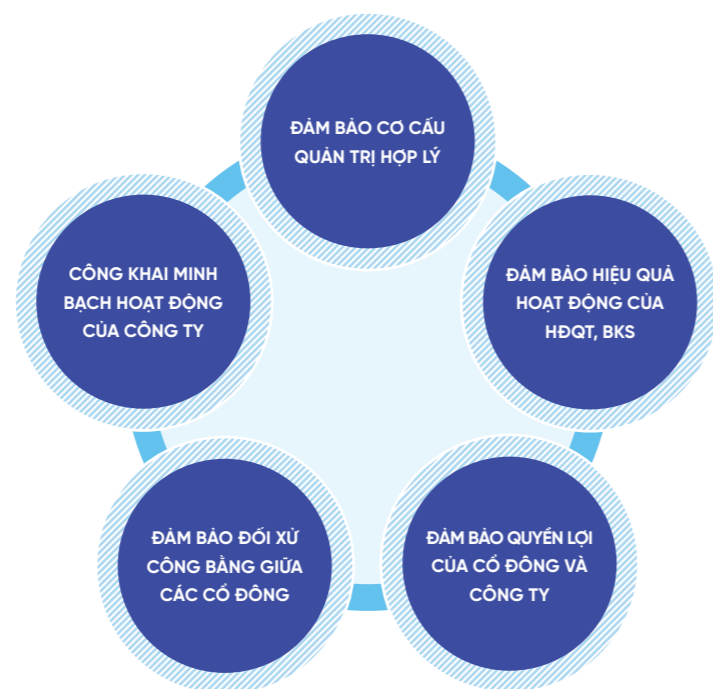 ĐẢM BẢO CƠ CẤU
QUẢN TRỊ HỢP LÝ
ĐẢM BẢO HIỆU QUẢ
HOẠT ĐỘNG CỦA
HĐQT, BKS
ĐẢM BẢO QUYỀN LỢI
CỦA CỔ ĐÔNG VÀ
CÔNG TY
ĐẢM BẢO ĐỐI XỬ
CÔNG BẰNG GIỮA
CÁC CỔ ĐÔNG
CÔNG KHAI MINH
BẠCH HOẠT ĐỘNG
CỦA CÔNG TY